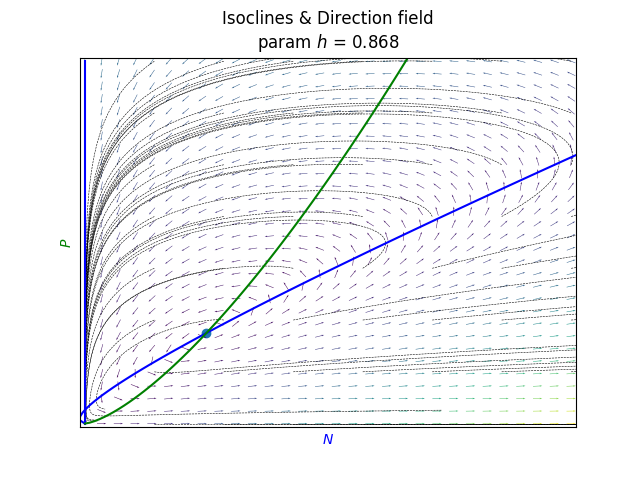 Isoclines & Direction field
param h = 0.868
P
N